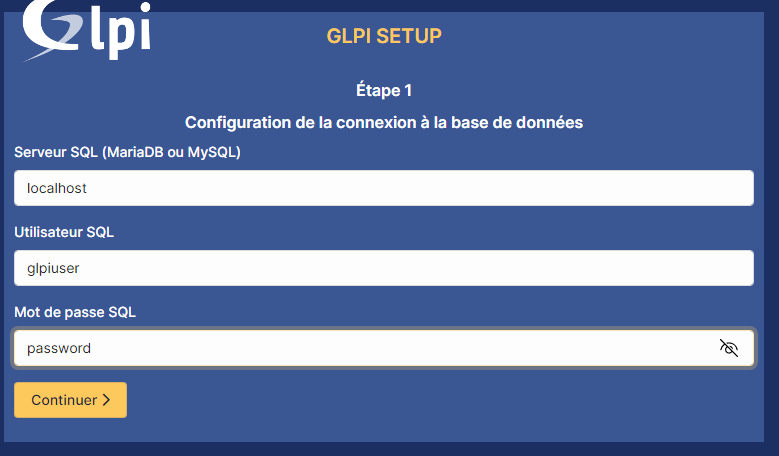 Glpi
GLPI SETUP
Étape 1
Configuration de la connexion à la base de données
Serveur SQL (MariaDB ou MySQL)
localhost
Utilisateur SQL
glpiuser
Mot de passe SQL
password
Continuer